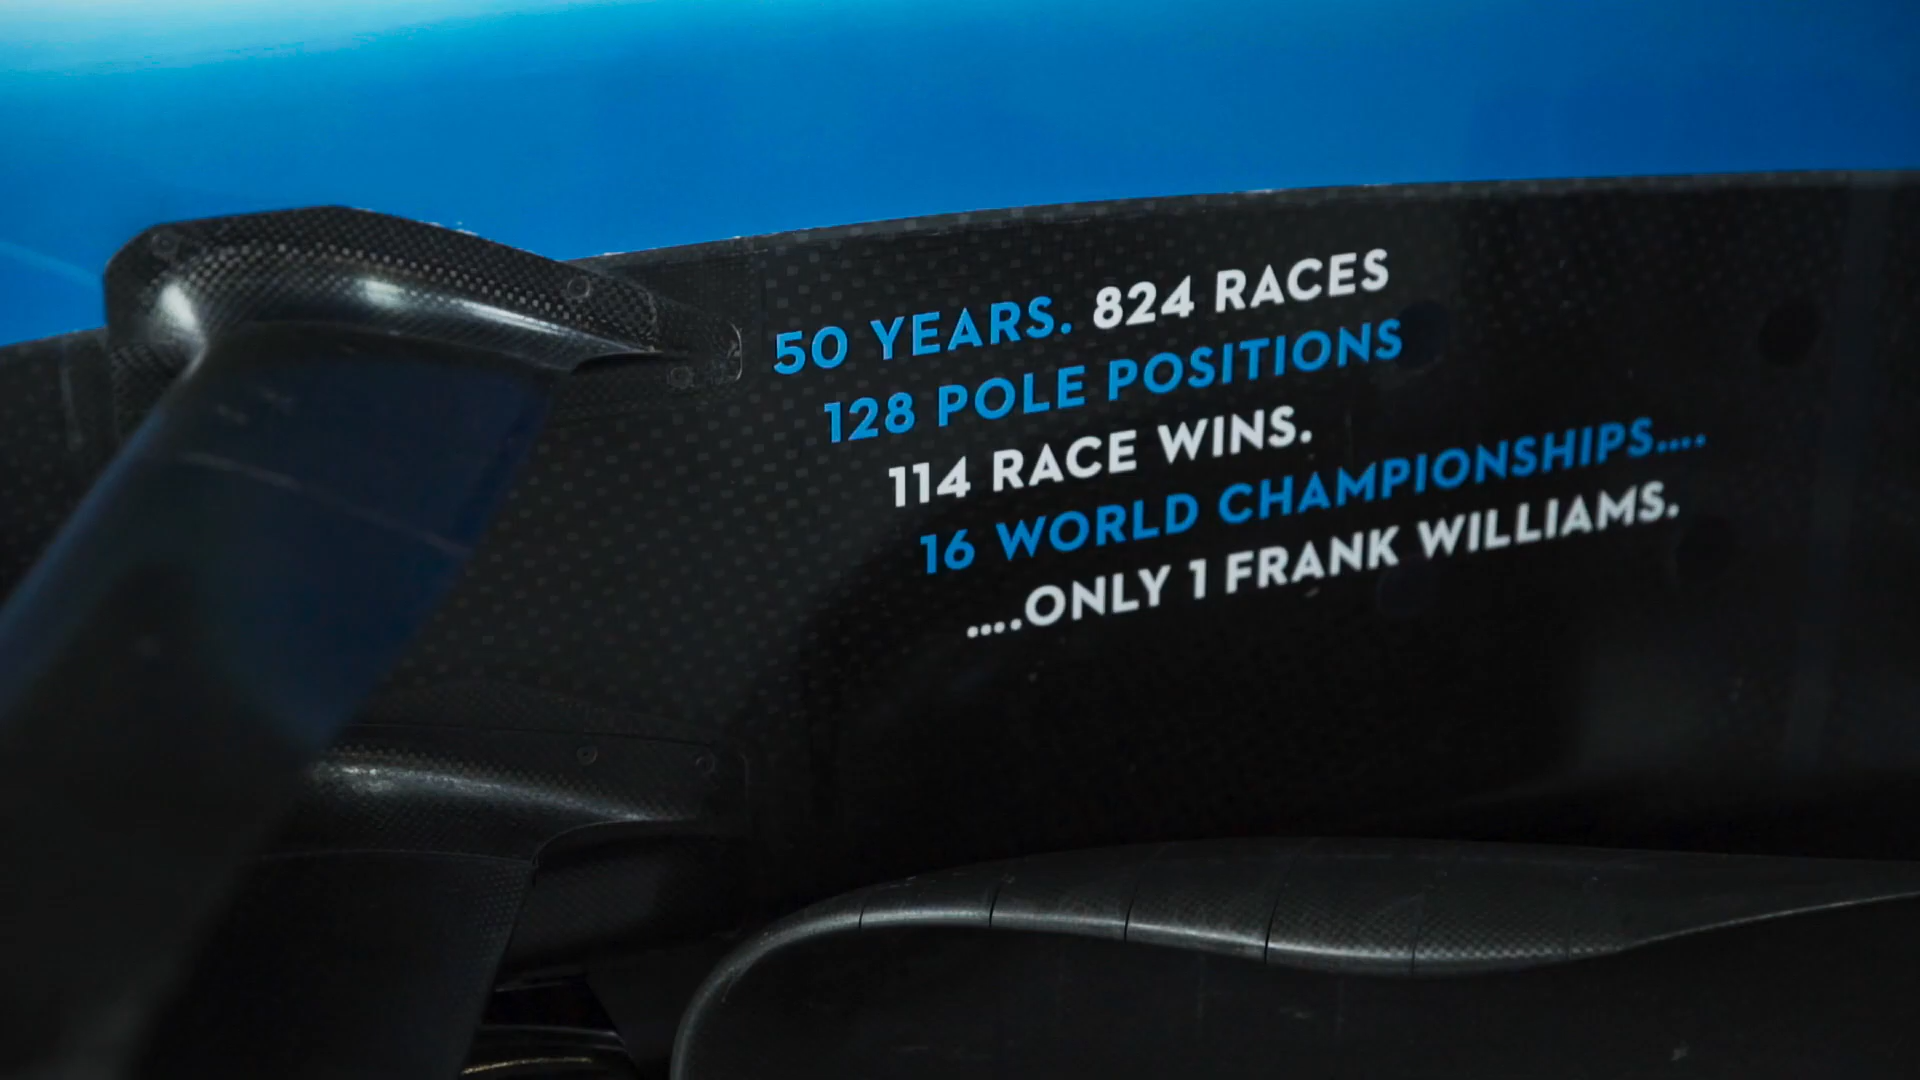 50 YEARS. 824 RACES
128 POLE POSITIONS
114 RACE WINS.
16 WORLD CHAMPIONSHIPS....
....ONLY 1 FRANK WILLIAMS.